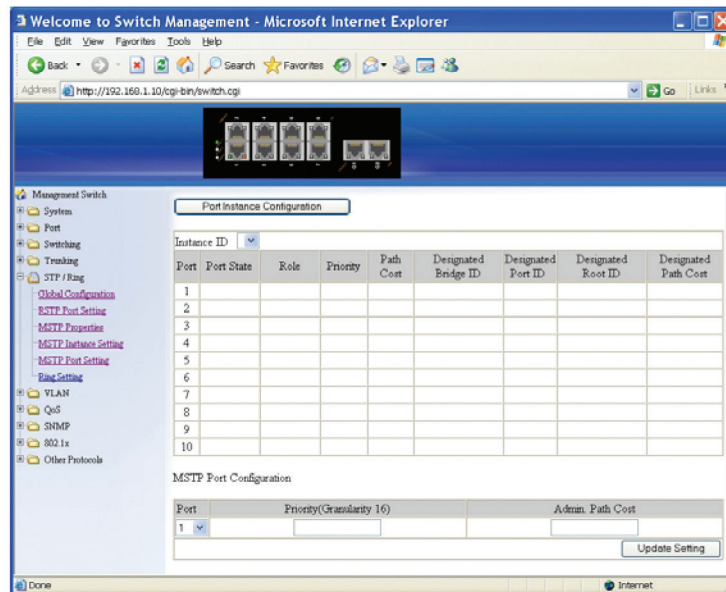 Welcome to Switch Management - Microsoft Internet Explorer
File Edit View Favorites Tools Help
Back Search Favorites
Address http://192.168.1.10/cgi-bin/switch.cgi Go Links
Management Switch
System
Port
Switching
Trunking
STP / Ring
Global Configuration
RSTP Port Setting
MSTP Properties
MSTP Instance Setting
MSTP Port Setting
Ring Setting
VLAN
QoS
SNMP
802.1x
Other Protocols
Port Instance Configuration
Instance ID
Port Port State Role Priority Path Cost Designated Bridge ID Designated Port ID Designated Root ID Designated Path Cost
1
2
3
4
5
6
7
8
9
10
MSTP Port Configuration
Port Priority(Granularity 16) Admin. Path Cost
1
Update Setting
Done Internet